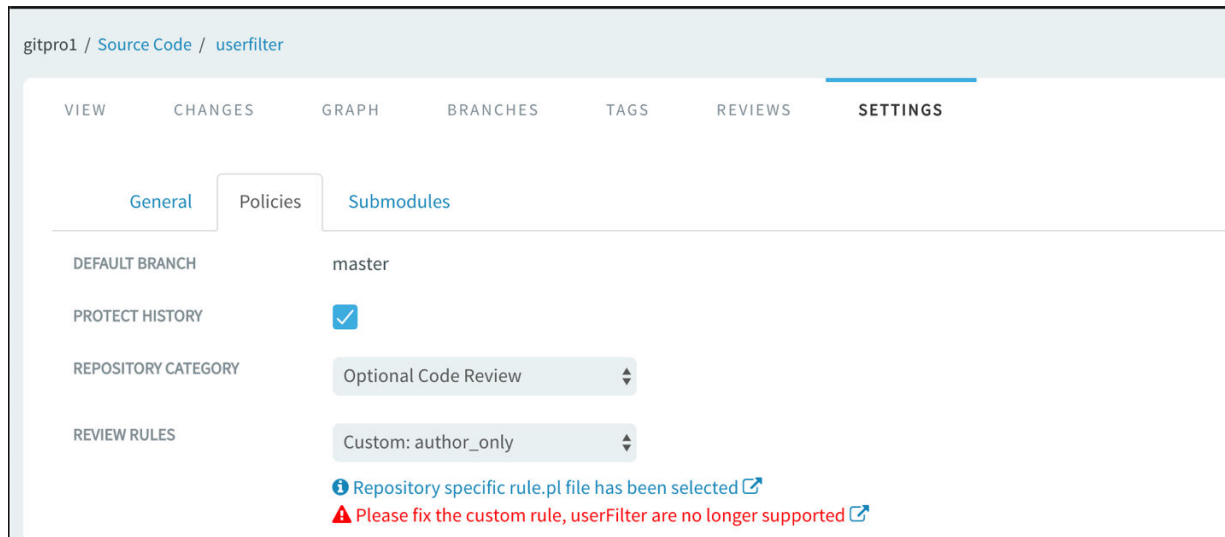 gitpro1 / Source Code / userfilter
VIEW CHANGES GRAPH BRANCHES TAGS REVIEWS SETTINGS
General Policies Submodules
DEFAULT BRANCH master
PROTECT HISTORY
REPOSITORY CATEGORY Optional Code Review
REVIEW RULES Custom: author_only
Repository specific rule.pl file has been selected
Please fix the custom rule, userFilter are no longer supported